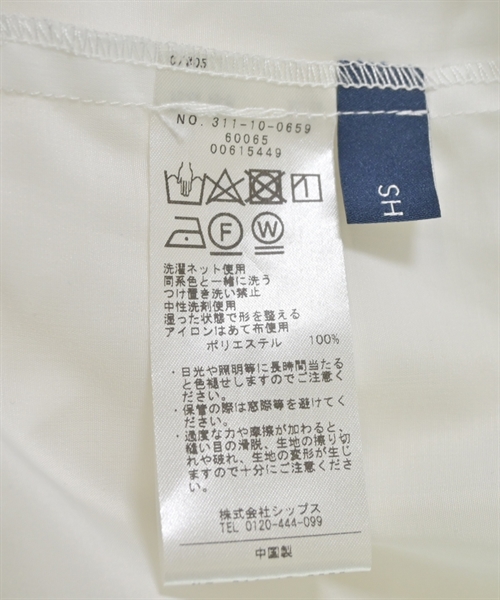 NO. 311-10-0659
60065
00615449
F W
洗濯ネット使用
同系色と一緒に洗う
つけ置き洗い禁止
中性洗剤使用
湿った状態で形を整える
アイロンはあて布使用
ポリエステル 100%
・日光や照明等に長時間当たる
と色褪せしますのでご注意く
ださい。
・保管の際は窓際等を避けてく
ださい。
・過度な力や摩擦が加わると、
縫い目の滑脱、生地の擦り切
れや破れ、生地の変形が生じ
ますので十分にご注意くださ
い。
株式会社シップス
TEL 0120-444-099
中国製
HS